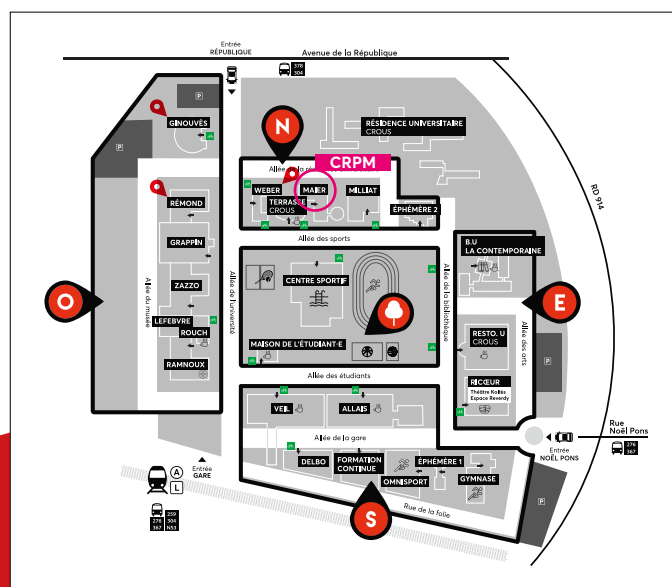 Entrée
RÉPUBLIQUE
Avenue de la République
378
304
P
GINOUVÈS
P
N
RÉSIDENCE UNIVERSITAIRE
CROUS
CRPM
Allée de la ré
WEBER
MAIER
MILLIAT
RÉMOND
TERRASSE
CROUS
ÉPHÉMÈRE 2
RD 914
GRAPPIN
Allée des sports
B.U
LA CONTEMPORAINE
Allée du musée
Allée de l'université
Allée de la bibliothèque
Allée des arts
CENTRE SPORTIF
ZAZZO
O
E
LEFEBVRE
ROUCH
RAMNOUX
MAISON DE L'ÉTUDIANT·E
RESTO. U
CROUS
P
Allée des étudiants
RICŒUR
Théâtre Koltès
Espace Reverdy
VEIL
ALLAIS
Rue
Noël Pons
276
367
Entrée
NOËL PONS
Allée de la gare
Entrée
GARE
A
L
DELBO
FORMATION
CONTINUE
ÉPHÉMÈRE 1
OMNISPORT
GYMNASE
P
S
Rue de la folie
276
367
259
304
N53